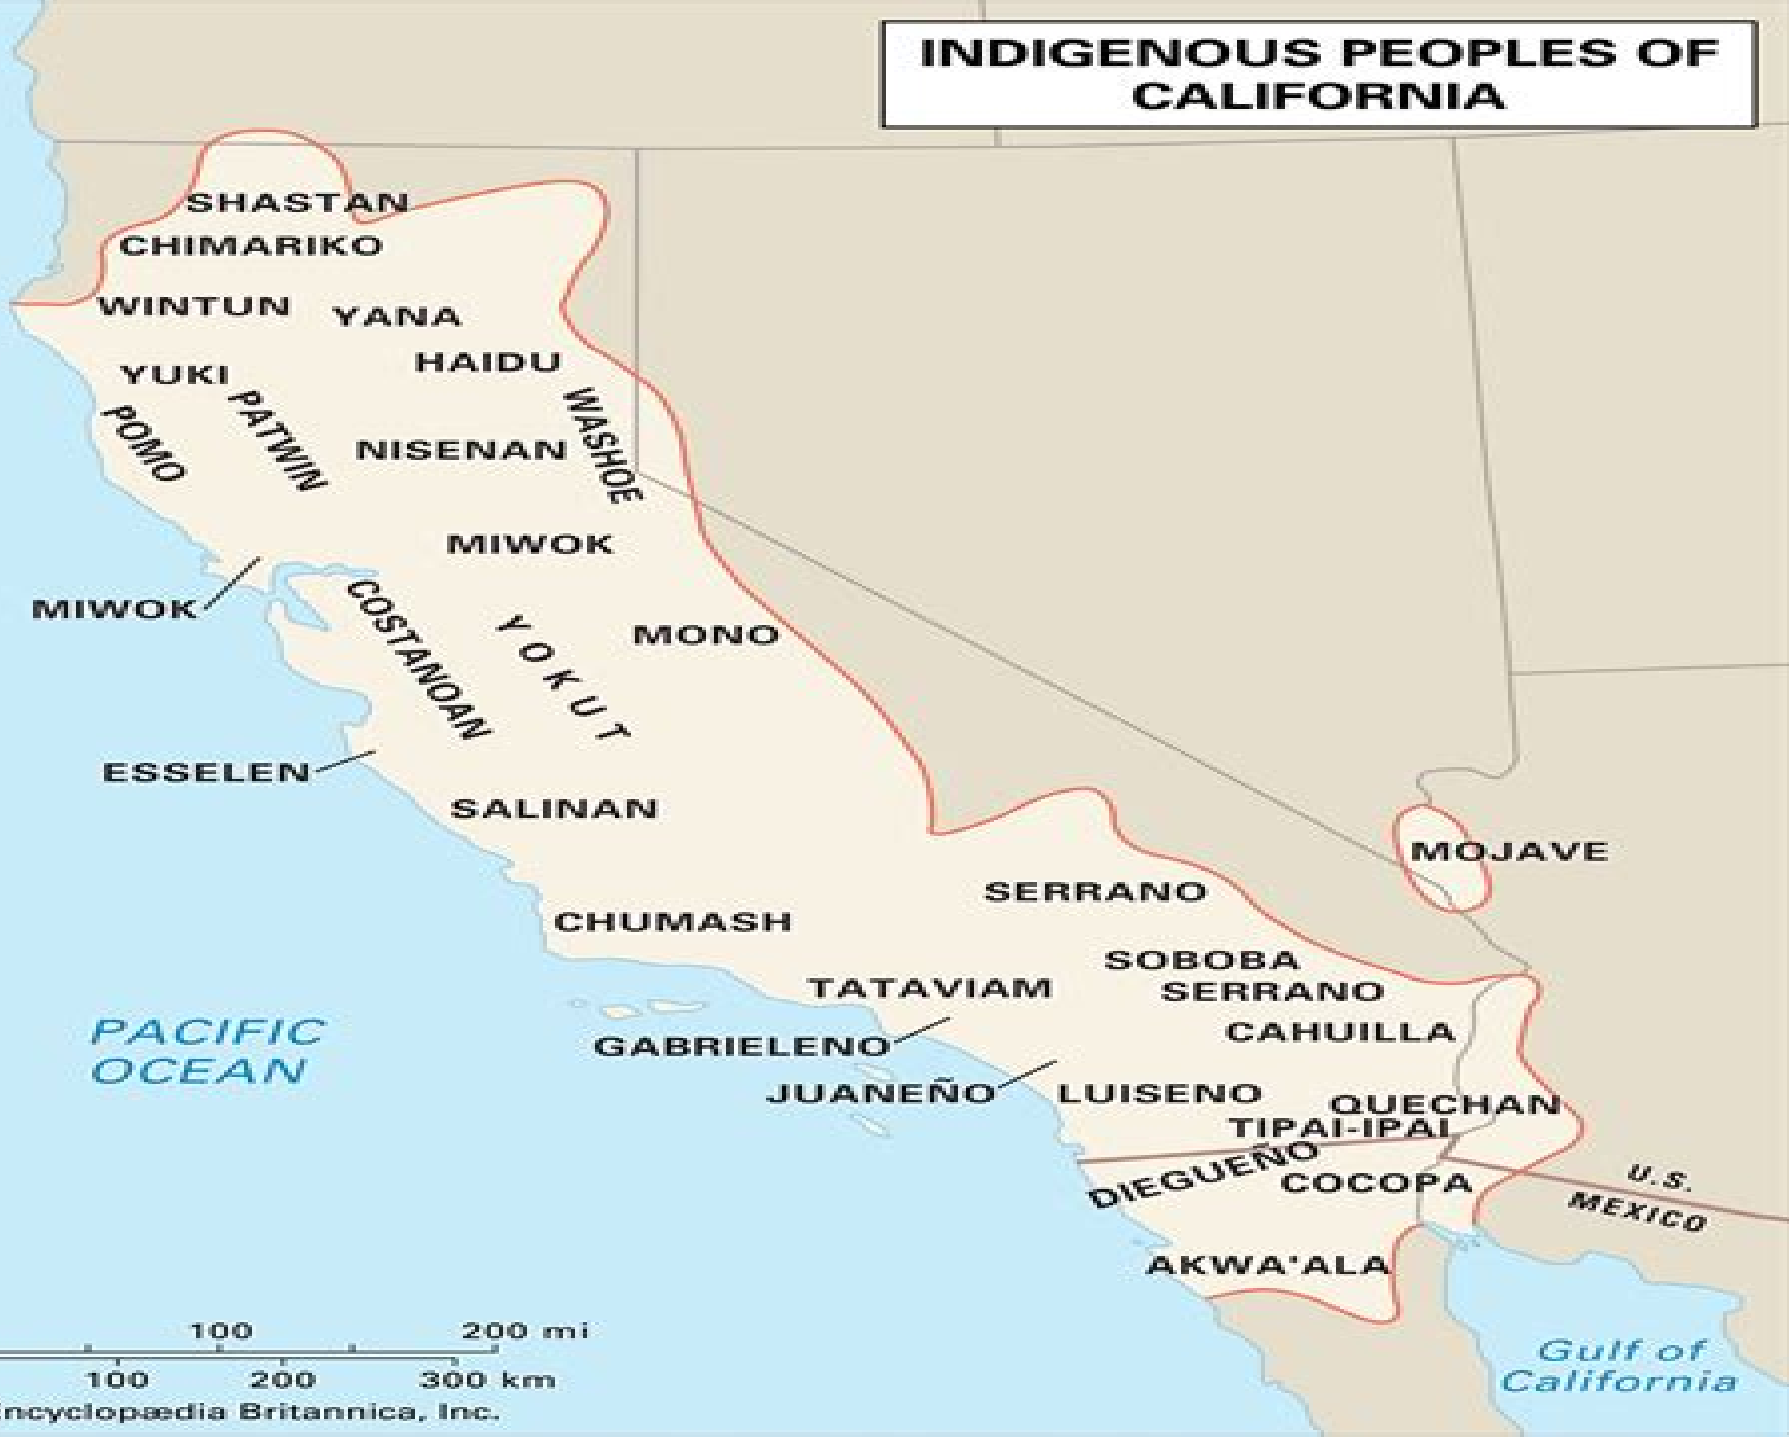 INDIGENOUS PEOPLES OF
CALIFORNIA
SHASTAN
CHIMARIKO
WINTUN
YANA
HAIDU
YUKI
WASHOE
POMO
PATWIN
NISENAN
MIWOK
MIWOK
COSTANOAN
YOKUT
MONO
ESSELEN
SALINAN
MOJAVE
SERRANO
CHUMASH
SOBOBA
SERRANO
TATAVIAM
CAHUILLA
GABRIELENO
PACIFIC
OCEAN
JUANEÑO
LUISENO
QUECHAN
TIPAI-IPAI
DIEGUEÑO
COCOPA
U.S.
MEXICO
AKWA'ALA
100 200 mi
100 200 300 km
Gulf of
California
ncyclopædia Britannica, Inc.